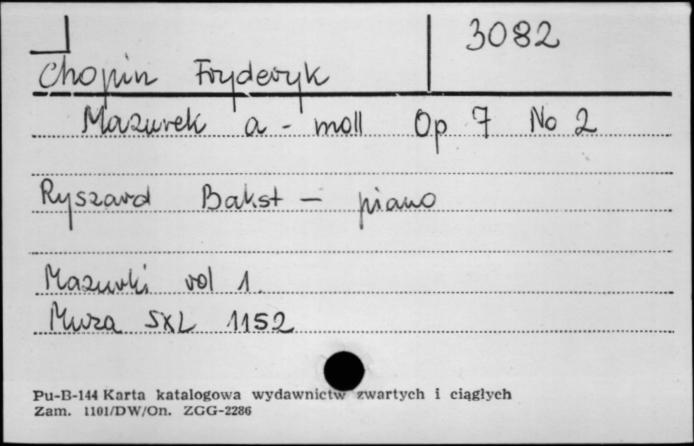 3082
Chopin Fryderyk
Mazurek a-moll Op 7 No 2
Ryszard Bakst - piano
Mazurki vol 1.
Muza SXL 1152
Pu-B-144 Karta katalogowa wydawnictw zwartych i ciągłych
Zam. 1101/DW/On. ZGG-2286